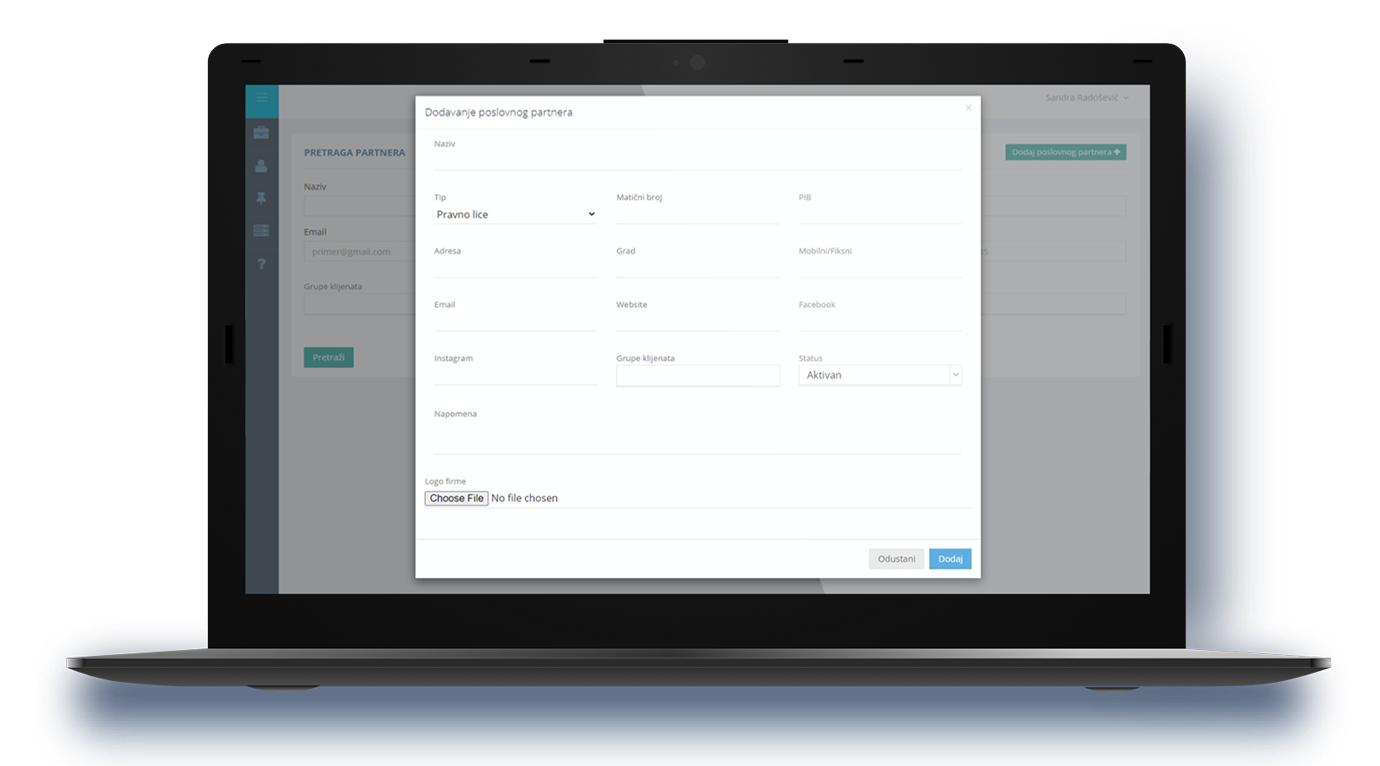 Sandra Radošević
Dodavanje poslovnog partnera
×
PRETRAGA PARTNERA
Dodaj poslovnog partnera
Naziv
Naziv
Tip
Matični broj
PIB
Pravno lice
Email
primer@gmail.com
Adresa
Grad
Mobilni/Fiksni
Grupe klijenata
Email
Website
Facebook
Pretraži
Instagram
Grupe klijenata
Status
Aktivan
Napomena
Logo firme
Choose File No file chosen
Odustani
Dodaj